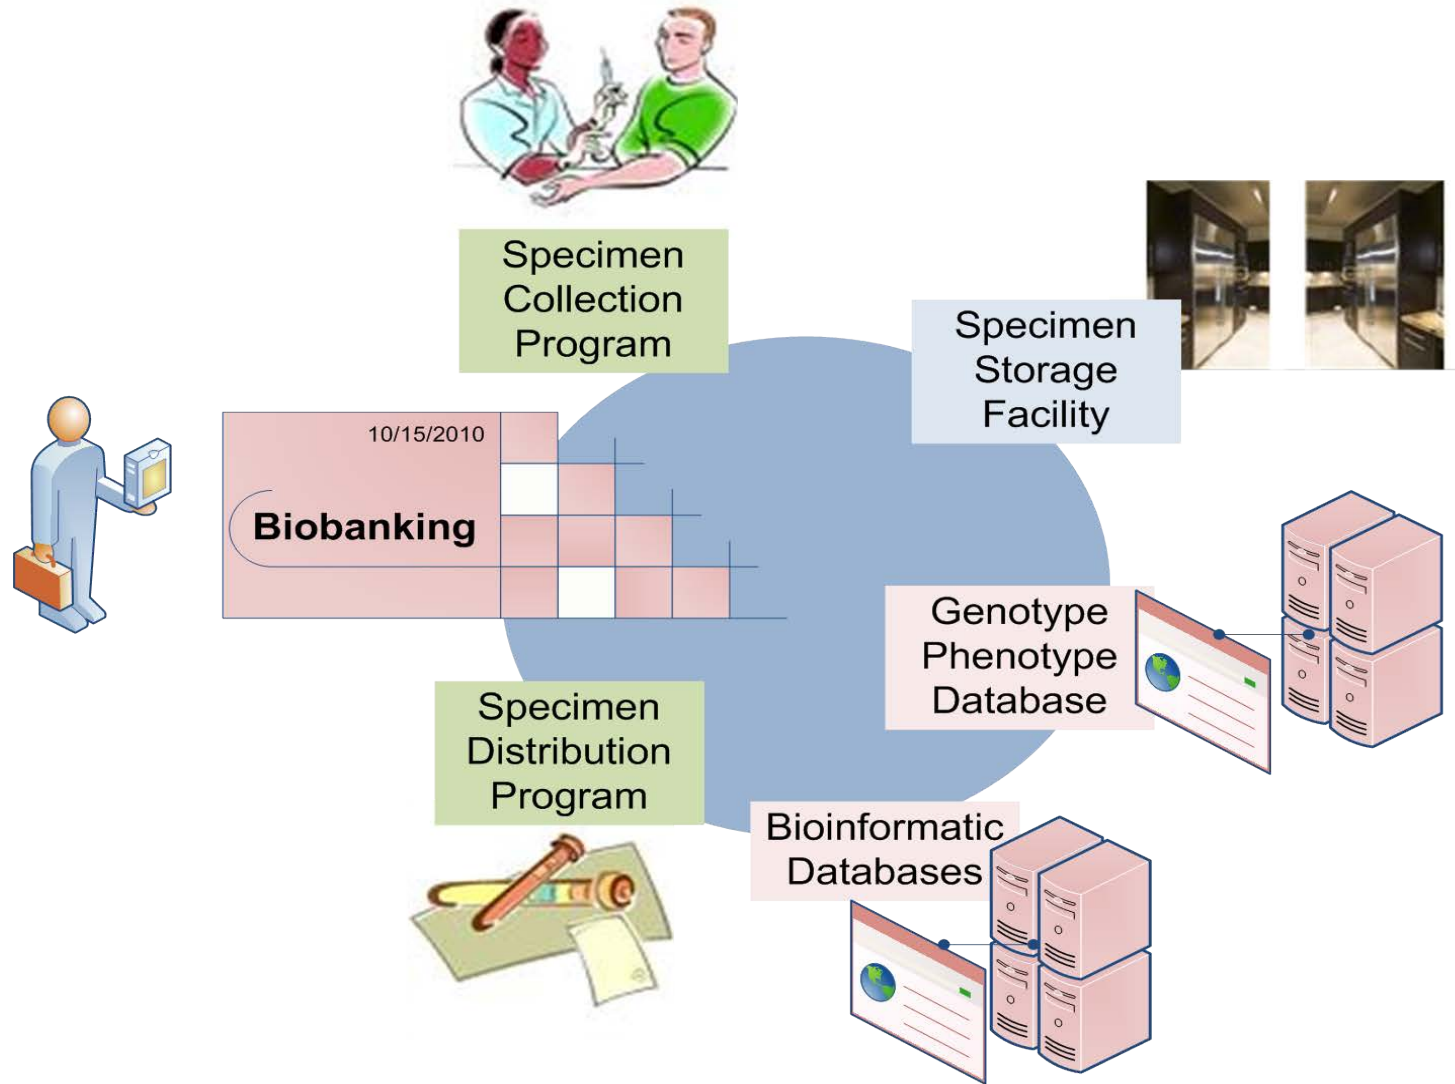 Specimen
Collection
Program
Specimen
Storage
Facility
10/15/2010
Biobanking
Genotype
Phenotype
Database
Specimen
Distribution
Program
Bioinformatic
Databases